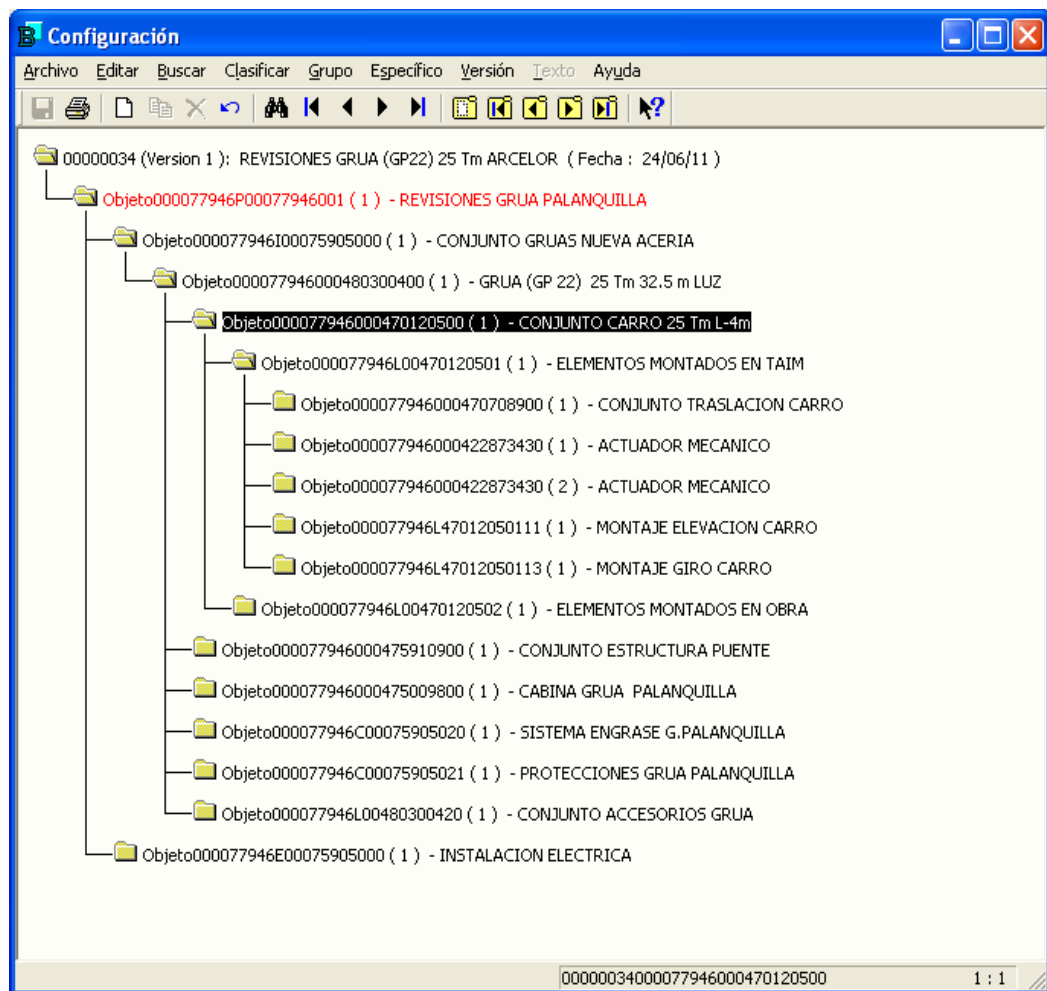 Configuración
Archivo Editar Buscar Clasificar Grupo Específico Versión Texto Ayuda
00000034 (Version 1 ): REVISIONES GRUA (GP22) 25 Tm ARCELOR ( Fecha : 24/06/11 )
Objeto000077946P00077946001 ( 1 ) - REVISIONES GRUA PALANQUILLA
Objeto000077946I00075905000 ( 1 ) - CONJUNTO GRUAS NUEVA ACERIA
Objeto000077946000480300400 ( 1 ) - GRUA (GP 22) 25 Tm 32.5 m LUZ
Objeto000077946000470120500 ( 1 ) - CONJUNTO CARRO 25 Tm L-4m
Objeto000077946L00470120501 ( 1 ) - ELEMENTOS MONTADOS EN TAIM
Objeto000077946000470708900 ( 1 ) - CONJUNTO TRASLACION CARRO
Objeto000077946000422873430 ( 1 ) - ACTUADOR MECANICO
Objeto000077946000422873430 ( 2 ) - ACTUADOR MECANICO
Objeto000077946L47012050111 ( 1 ) - MONTAJE ELEVACION CARRO
Objeto000077946L47012050113 ( 1 ) - MONTAJE GIRO CARRO
Objeto000077946L00470120502 ( 1 ) - ELEMENTOS MONTADOS EN OBRA
Objeto000077946000475910900 ( 1 ) - CONJUNTO ESTRUCTURA PUENTE
Objeto000077946000475009800 ( 1 ) - CABINA GRUA PALANQUILLA
Objeto000077946C00075905020 ( 1 ) - SISTEMA ENGRASE G.PALANQUILLA
Objeto000077946C00075905021 ( 1 ) - PROTECCIONES GRUA PALANQUILLA
Objeto000077946L00480300420 ( 1 ) - CONJUNTO ACCESORIOS GRUA
Objeto000077946E00075905000 ( 1 ) - INSTALACION ELECTRICA
00000034000077946000470120500 1 : 1